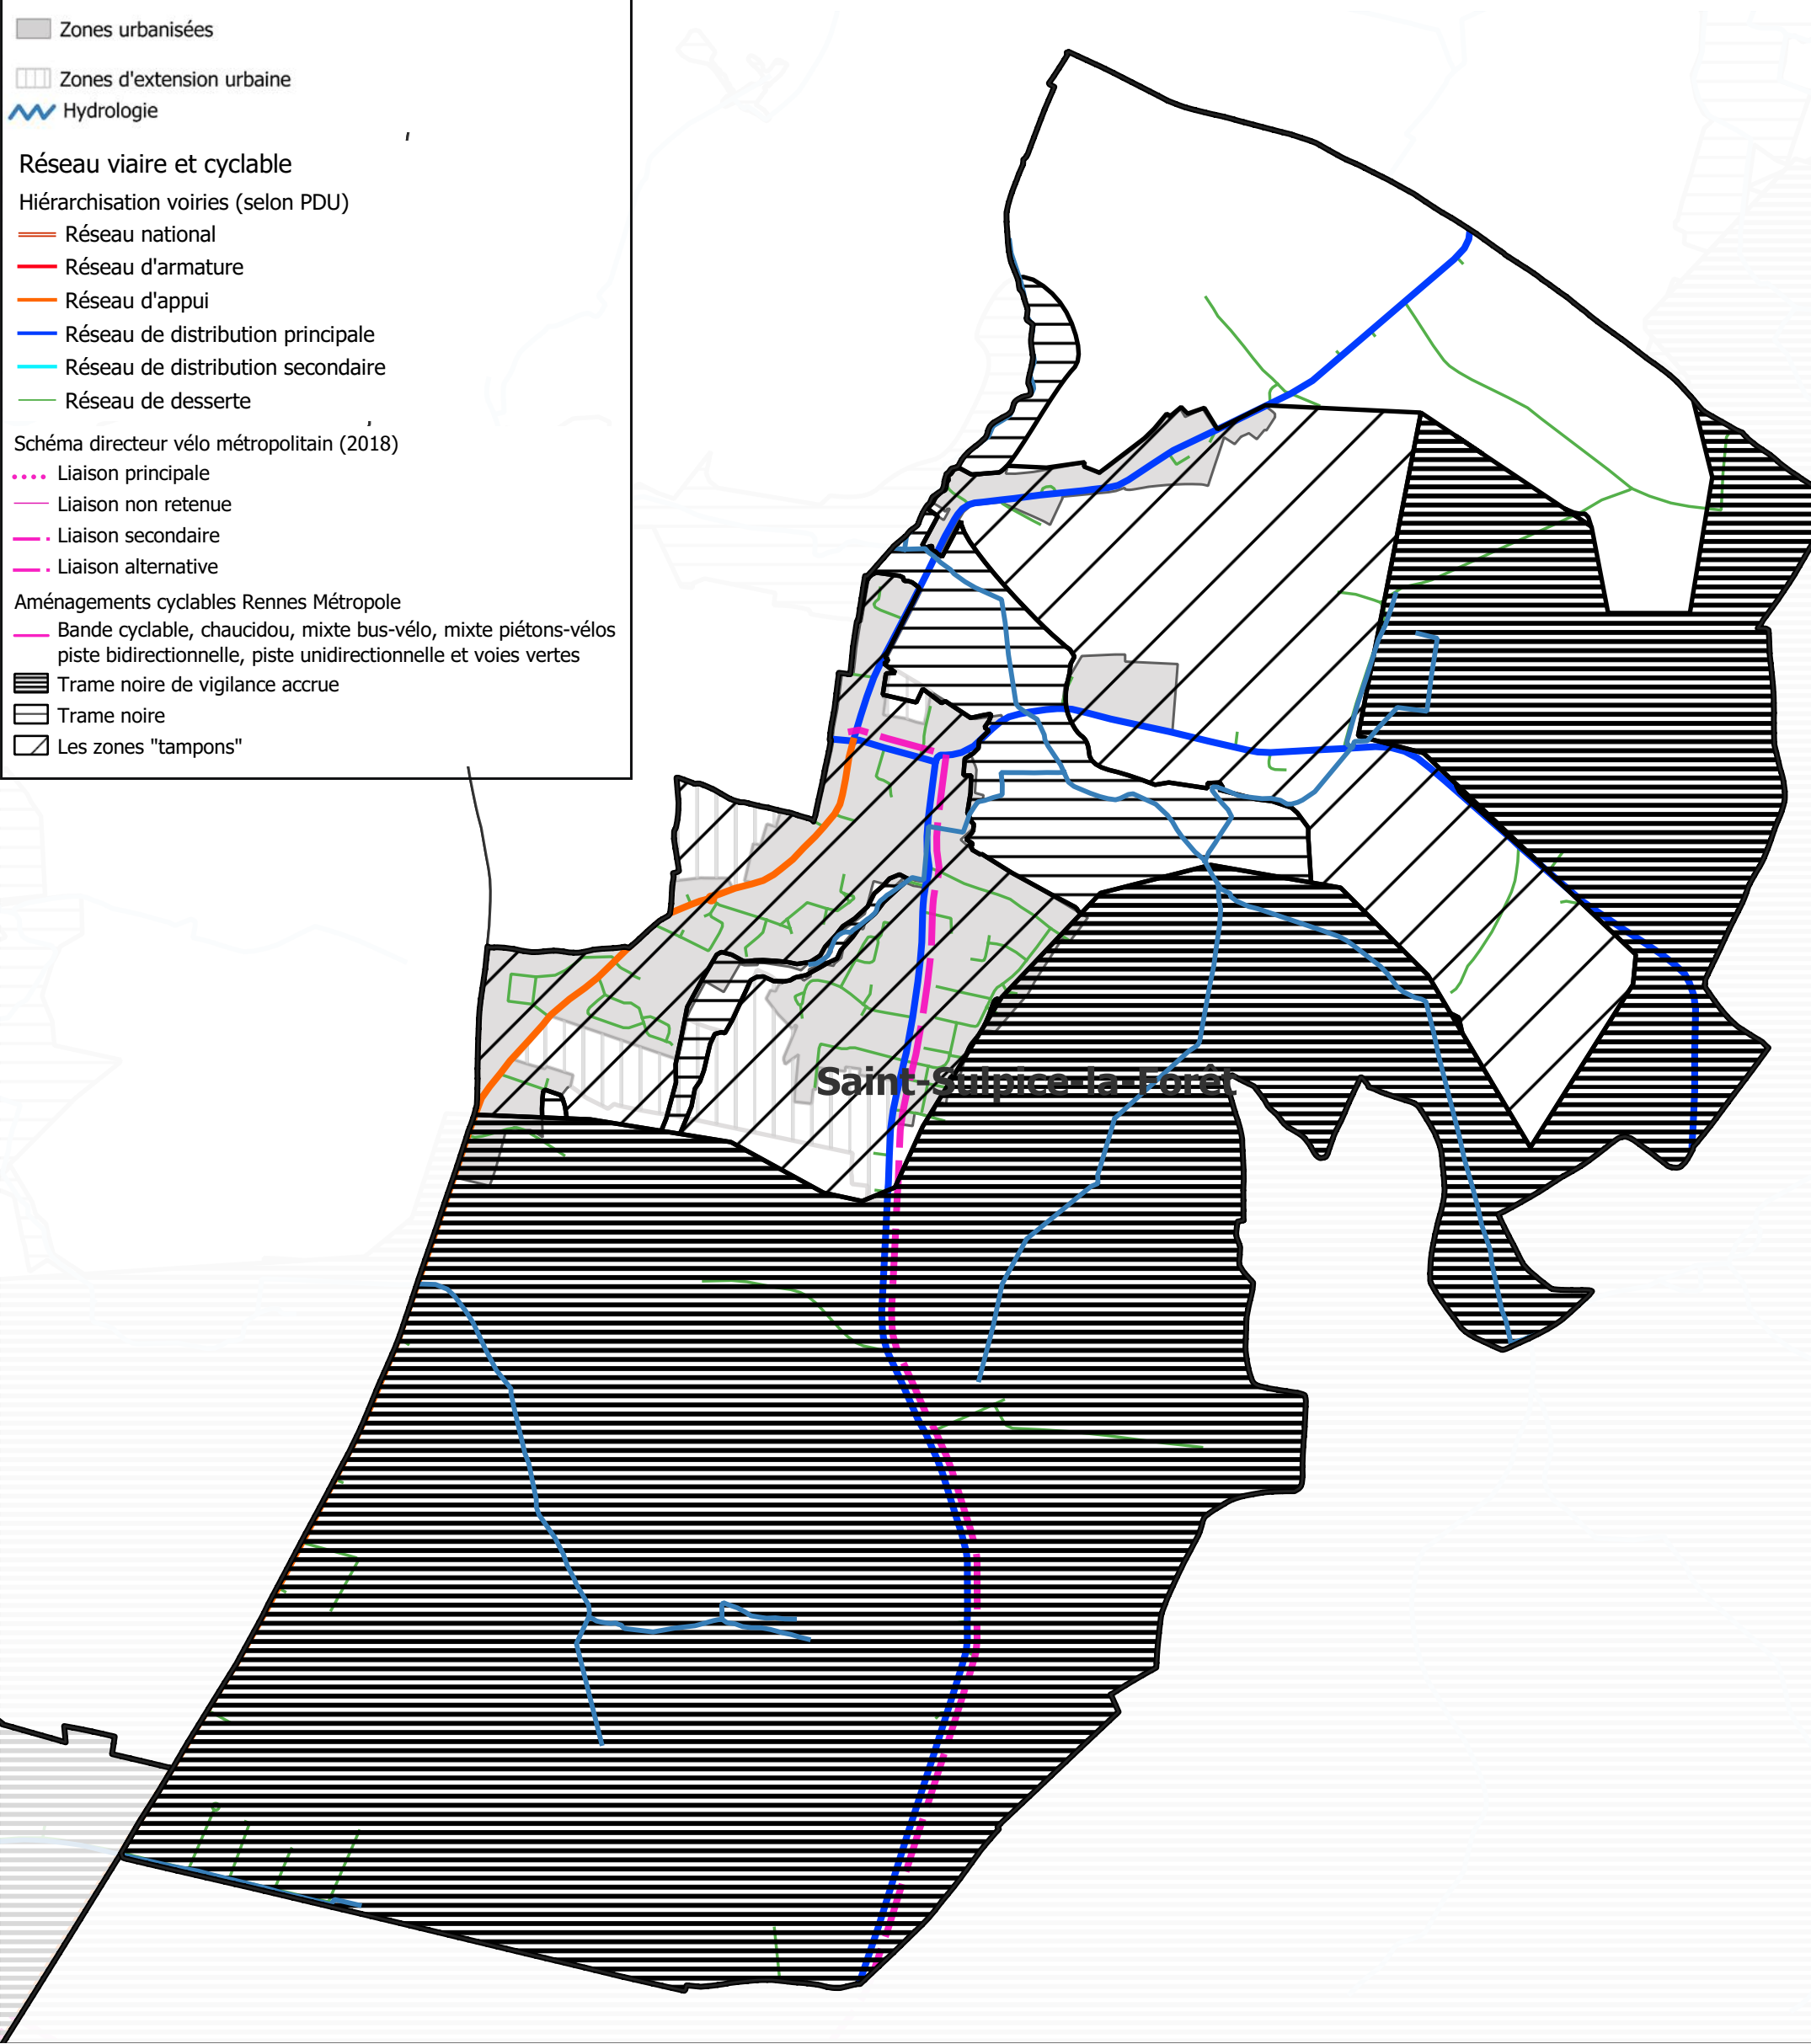 Zones urbanisées
Zones d'extension urbaine
Hydrologie
Réseau viaire et cyclable
Hiérarchisation voiries (selon PDU)
Réseau national
Réseau d'armature
Réseau d'appui
Réseau de distribution principale
Réseau de distribution secondaire
Réseau de desserte
Schéma directeur vélo métropolitain (2018)
Liaison principale
Liaison non retenue
Liaison secondaire
Liaison alternative
Aménagements cyclables Rennes Métropole
Bande cyclable, chaucidou, mixte bus-vélo, mixte piétons-vélos
piste bidirectionnelle, piste unidirectionnelle et voies vertes
Trame noire de vigilance accrue
Trame noire
Les zones "tampons"
Saint-Sulpice-la-Forêt